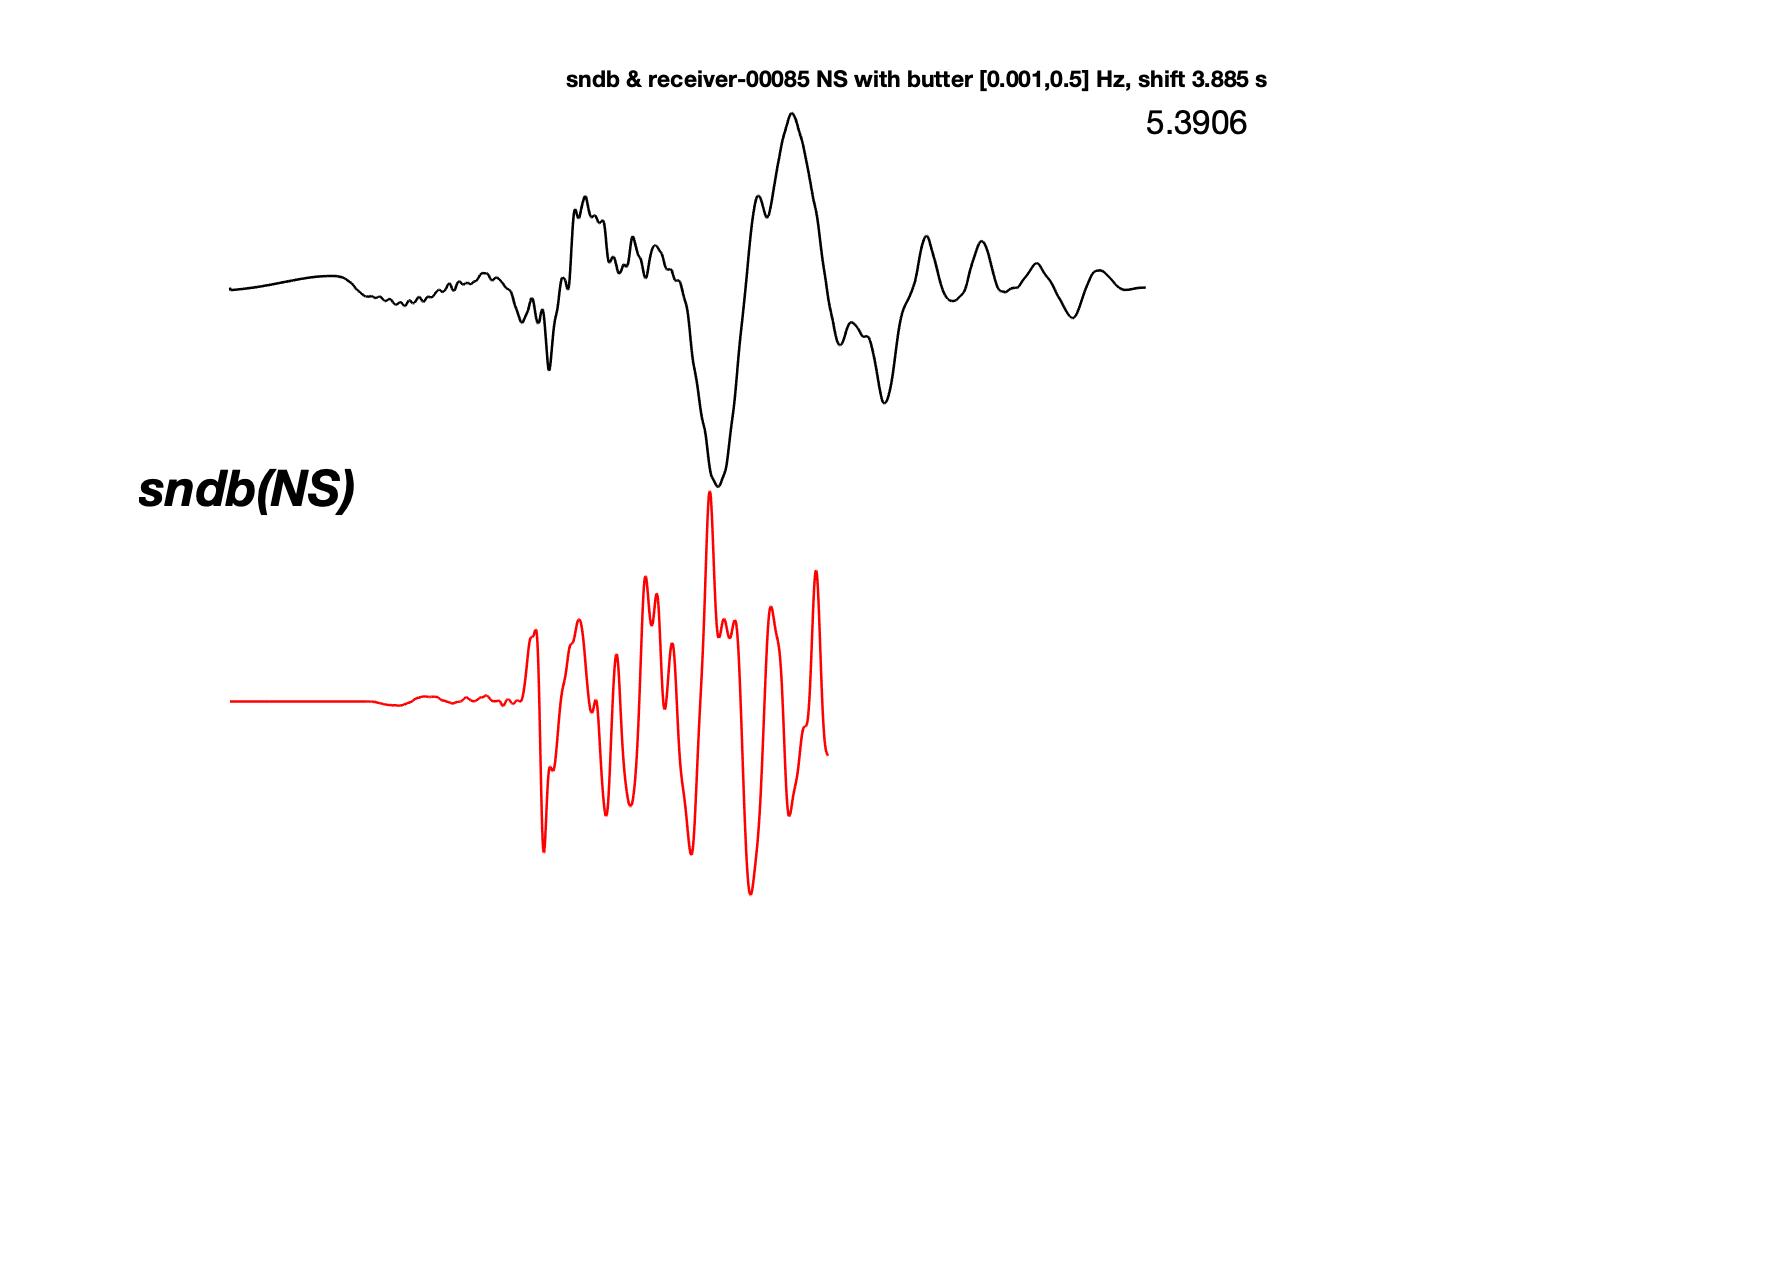 sndb & receiver-00085 NS with butter [0.001,0.5] Hz, shift 3.885 s
5.3906
sndb(NS)